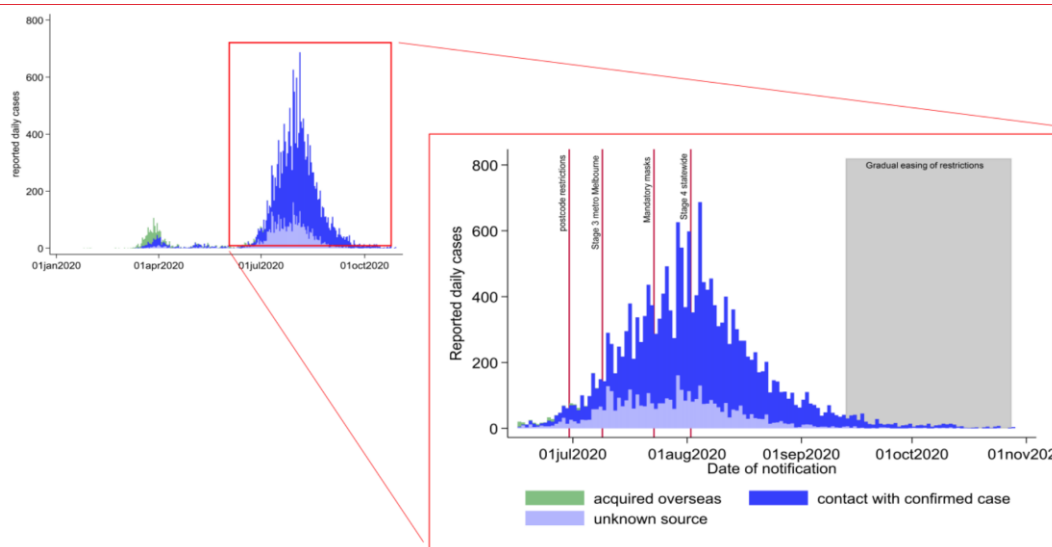 800
600
400
200
0
reported daily cases
01jan2020
01apr2020
01jul2020
01oct2020
800
600
400
200
0
Reported daily cases
postcode restrictions
Stage 3 metro Melbourne
Mandatory masks
Stage 4 statewide
Gradual easing of restrictions
01jul2020
01aug2020
01sep2020
01oct2020
01nov202
Date of notification
acquired overseas
contact with confirmed case
unknown source